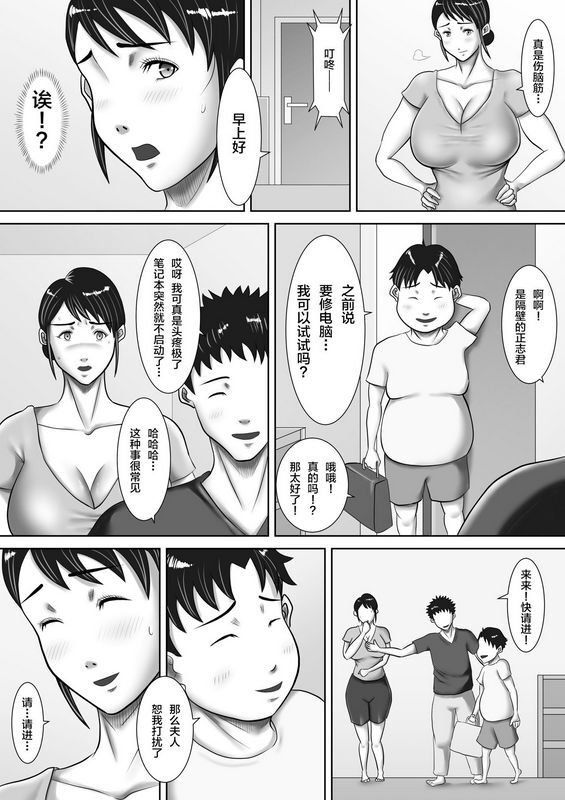 真是伤脑筋…
叮咚——
早上好
诶！？
啊啊！
是隔壁的正志君
之前说
要修电脑…
我可以试试吗？
哦哦！
真的吗！？
那太好了！
哎呀 我可真是头疼极了
笔记本突然就不启动了…
哈哈哈…
这种事很常见
来来！快请进！
那么夫人
恕我打扰了
请…请进…